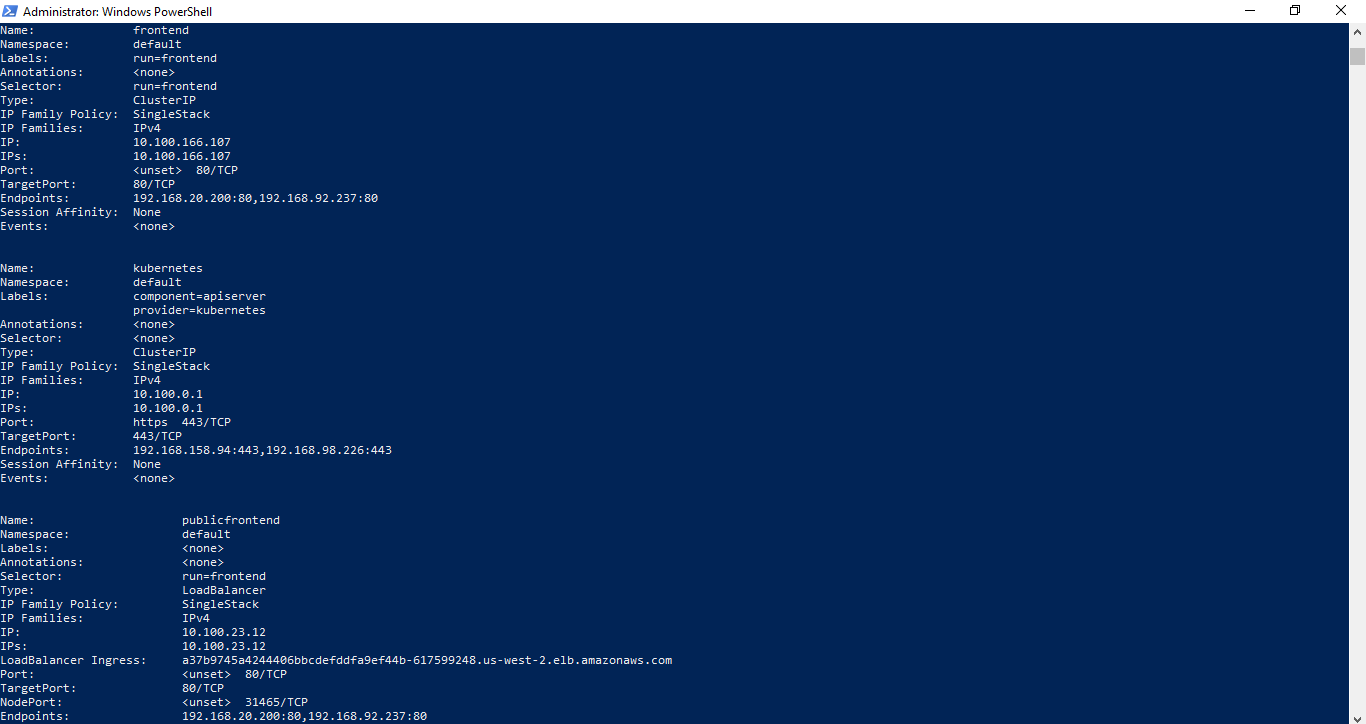 Administrator: Windows PowerShell
Name: frontend
Namespace: default
Labels: run=frontend
Annotations: <none>
Selector: run=frontend
Type: ClusterIP
IP Family Policy: SingleStack
IP Families: IPv4
IP: 10.100.166.107
IPs: 10.100.166.107
Port: <unset> 80/TCP
TargetPort: 80/TCP
Endpoints: 192.168.20.200:80,192.168.92.237:80
Session Affinity: None
Events: <none>
Name: kubernetes
Namespace: default
Labels: component=apiserver
provider=kubernetes
Annotations: <none>
Selector: <none>
Type: ClusterIP
IP Family Policy: SingleStack
IP Families: IPv4
IP: 10.100.0.1
IPs: 10.100.0.1
Port: https 443/TCP
TargetPort: 443/TCP
Endpoints: 192.168.158.94:443,192.168.98.226:443
Session Affinity: None
Events: <none>
Name: publicfrontend
Namespace: default
Labels: <none>
Annotations: <none>
Selector: run=frontend
Type: LoadBalancer
IP Family Policy: SingleStack
IP Families: IPv4
IP: 10.100.23.12
IPs: 10.100.23.12
LoadBalancer Ingress: a37b9745a4244406bbcdefddfa9ef44b-617599248.us-west-2.elb.amazonaws.com
Port: <unset> 80/TCP
TargetPort: 80/TCP
NodePort: <unset> 31465/TCP
Endpoints: 192.168.20.200:80,192.168.92.237:80